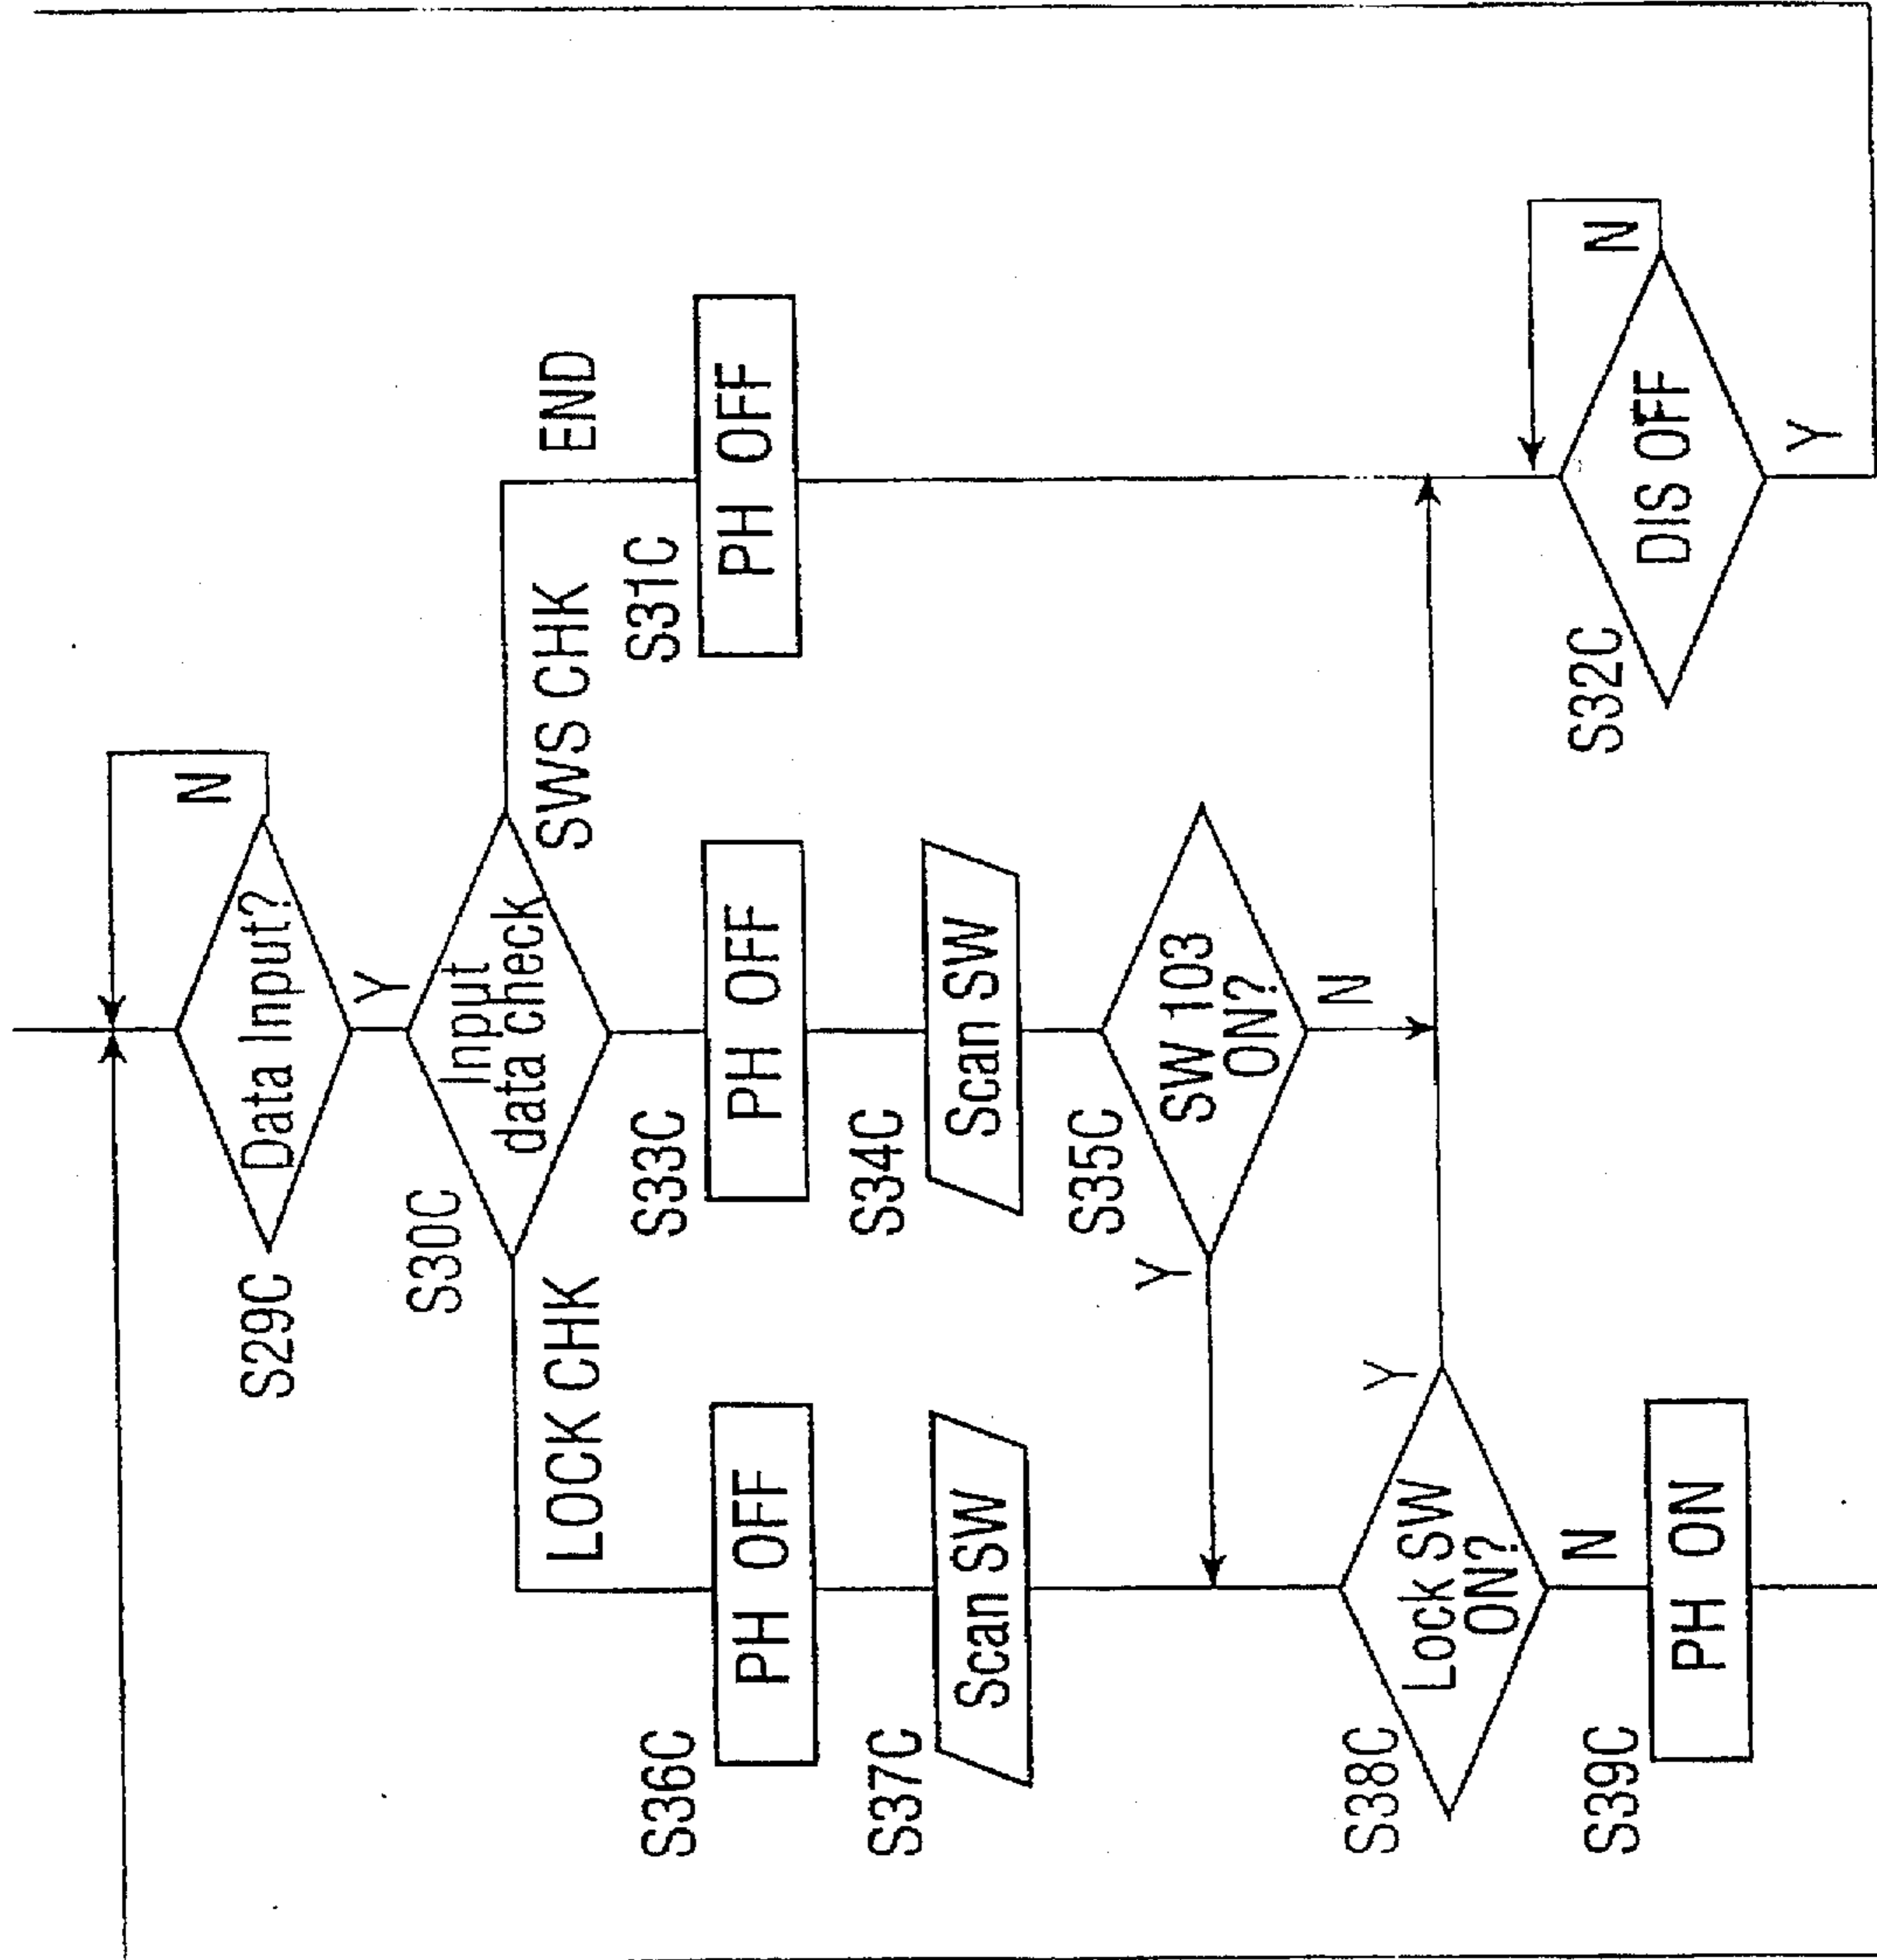 S29C
Data Input?
N
Y
S30C
Input
data check
LOCK CHK
SWS CHK
END
S36C
PH OFF
S33C
PH OFF
S31C
PH OFF
S37C
Scan SW
S34C
Scan SW
S35C
SW 103
ON?
Y
N
S38C
Lock SW
ON?
Y
N
S39C
PH ON
S32C
DIS OFF
N
Y